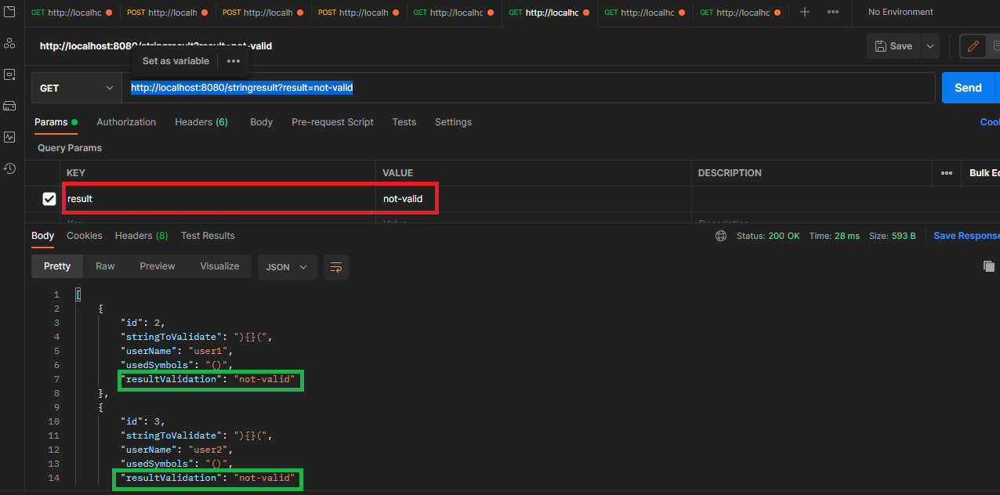 GET http://localhc POST http://localh POST http://localh POST http://localh GET http://localhc GET http://localhc GET http://localhc GET http://localhc No Environment
http://localhost:8080/stringresult?result=not-valid Save
Set as variable
GET http://localhost:8080/stringresult?result=not-valid Send
Params Authorization Headers (6) Body Pre-request Script Tests Settings Cool
Query Params
KEY VALUE DESCRIPTION Bulk Ec
result not-valid
Key Value Description
Body Cookies Headers (8) Test Results Status: 200 OK Time: 28 ms Size: 593 B Save Response
Pretty Raw Preview Visualize JSON
1 [
2 {
3 "id": 2,
4 "stringToValidate": "){}(",
5 "userName": "user1",
6 "usedSymbols": "()",
7 "resultValidation": "not-valid"
8 },
9 {
10 "id": 3,
11 "stringToValidate": "){}(",
12 "userName": "user2",
13 "usedSymbols": "()",
14 "resultValidation": "not-valid"